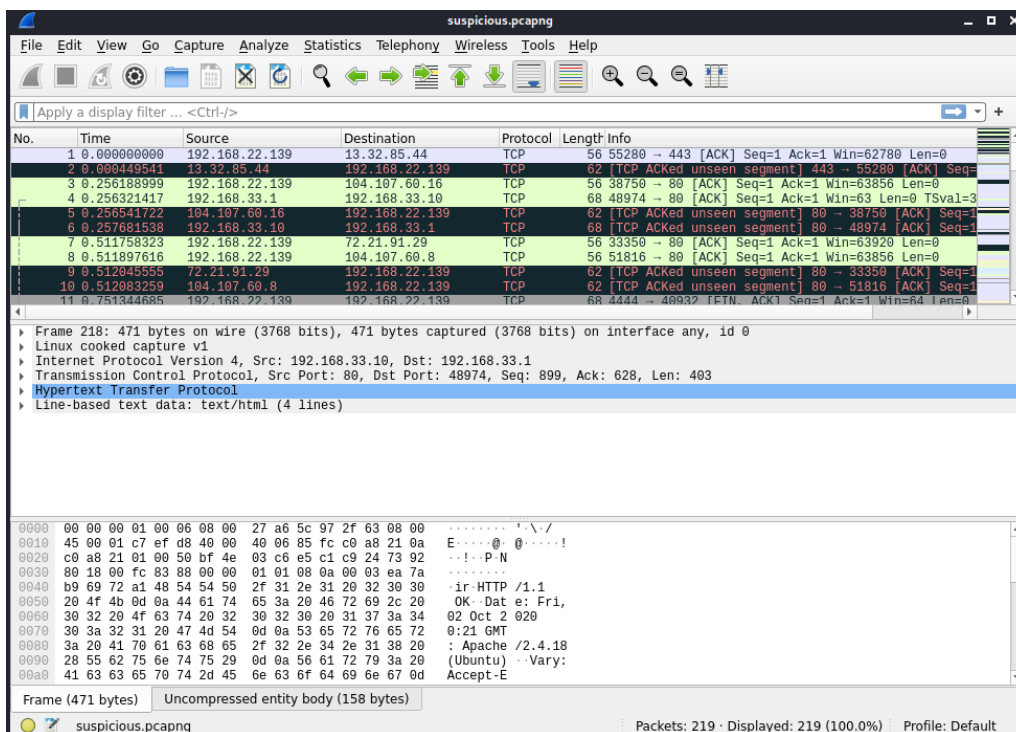 suspicious.pcapng
File Edit View Go Capture Analyze Statistics Telephony Wireless Tools Help
Apply a display filter ... <Ctrl-/>
No. Time Source Destination Protocol Length Info
1 0.000000000 192.168.22.139 13.32.85.44 TCP 56 55280 → 443 [ACK] Seq=1 Ack=1 Win=62780 Len=0
2 0.000449541 13.32.85.44 192.168.22.139 TCP 62 [TCP ACKed unseen segment] 443 → 55280 [ACK] Seq=
3 0.256188999 192.168.22.139 104.107.60.16 TCP 56 38750 → 80 [ACK] Seq=1 Ack=1 Win=63856 Len=0
4 0.256321417 192.168.33.1 192.168.33.10 TCP 68 48974 → 80 [ACK] Seq=1 Ack=1 Win=63 Len=0 TSval=3
5 0.256541722 104.107.60.16 192.168.22.139 TCP 62 [TCP ACKed unseen segment] 80 → 38750 [ACK] Seq=1
6 0.257681538 192.168.33.10 192.168.33.1 TCP 68 [TCP ACKed unseen segment] 80 → 48974 [ACK] Seq=1
7 0.511758323 192.168.22.139 72.21.91.29 TCP 56 33350 → 80 [ACK] Seq=1 Ack=1 Win=63920 Len=0
8 0.511897616 192.168.22.139 104.107.60.8 TCP 56 51816 → 80 [ACK] Seq=1 Ack=1 Win=63856 Len=0
9 0.512045555 72.21.91.29 192.168.22.139 TCP 62 [TCP ACKed unseen segment] 80 → 33350 [ACK] Seq=1
10 0.512083259 104.107.60.8 192.168.22.139 TCP 62 [TCP ACKed unseen segment] 80 → 51816 [ACK] Seq=1
11 0.751344685 192.168.22.139 192.168.22.139 TCP 68 4444 → 40932 [FIN, ACK] Seq=1 Ack=1 Win=64 Len=0
Frame 218: 471 bytes on wire (3768 bits), 471 bytes captured (3768 bits) on interface any, id 0
Linux cooked capture v1
Internet Protocol Version 4, Src: 192.168.33.10, Dst: 192.168.33.1
Transmission Control Protocol, Src Port: 80, Dst Port: 48974, Seq: 899, Ack: 628, Len: 403
Hypertext Transfer Protocol
Line-based text data: text/html (4 lines)
0000 00 00 00 01 00 06 08 00 27 a6 5c 97 2f 63 08 00 ········ '·\·/
0010 45 00 01 c7 ef d8 40 00 40 06 85 fc c0 a8 21 0a E·····@· @·····!
0020 c0 a8 21 01 00 50 bf 4e 03 c6 e5 c1 c9 24 73 92 ··!··P·N
0030 80 18 00 fc 83 88 00 00 01 01 08 0a 00 03 ea 7a ········
0040 b9 69 72 a1 48 54 54 50 2f 31 2e 31 20 32 30 30 ·ir·HTTP /1.1
0050 20 4f 4b 0d 0a 44 61 74 65 3a 20 46 72 69 2c 20 OK··Dat e: Fri,
0060 30 32 20 4f 63 74 20 32 30 32 30 20 31 37 3a 34 02 Oct 2 020
0070 30 3a 32 31 20 47 4d 54 0d 0a 53 65 72 76 65 72 0:21 GMT
0080 3a 20 41 70 61 63 68 65 2f 32 2e 34 2e 31 38 20 : Apache /2.4.18
0090 28 55 62 75 6e 74 75 29 0d 0a 56 61 72 79 3a 20 (Ubuntu) ··Vary:
00a0 41 63 63 65 70 74 2d 45 6e 63 6f 64 69 6e 67 0d Accept-E
Frame (471 bytes) Uncompressed entity body (158 bytes)
suspicious.pcapng Packets: 219 · Displayed: 219 (100.0%) Profile: Default